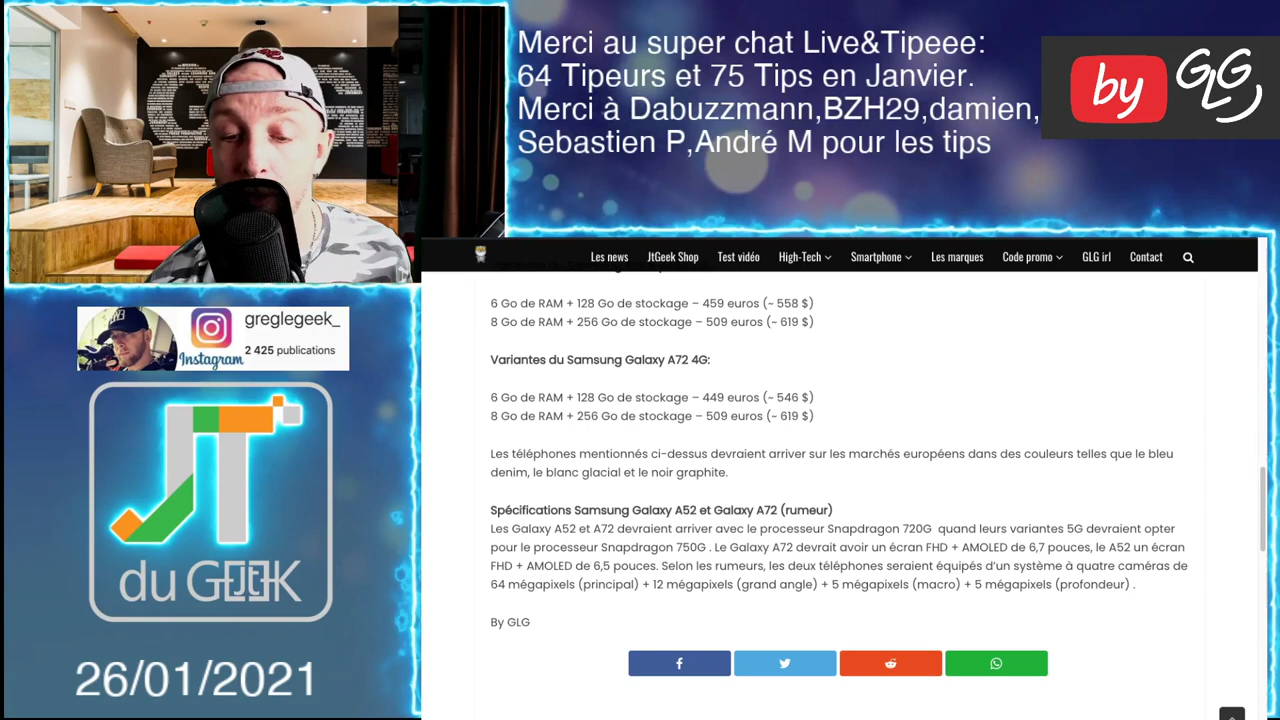 Merci au super chat Live&Tipeee:
64 Tipeurs et 75 Tips en Janvier.
Merci à Dabuzzmann BZH29,damien,
Sebastien P,Andre M pour les tips
by GLG
Les news JtGeek Shop Test vidéo High-Tech Smartphone Les marques Code promo GLG irl Contact
6 Go de RAM + 128 Go de stockage – 459 euros (~ 558 $)
8 Go de RAM + 256 Go de stockage – 509 euros (~ 619 $)
Variantes du Samsung Galaxy A72 4G:
6 Go de RAM + 128 Go de stockage – 449 euros (~ 546 $)
8 Go de RAM + 256 Go de stockage – 509 euros (~ 619 $)
Les téléphones mentionnés ci-dessus devraient arriver sur les marchés européens dans des couleurs telles que le bleu
denim, le blanc glacial et le noir graphite.
Spécifications Samsung Galaxy A52 et Galaxy A72 (rumeur)
Les Galaxy A52 et A72 devraient arriver avec le processeur Snapdragon 720G quand leurs variantes 5G devraient opter
pour le processeur Snapdragon 750G . Le Galaxy A72 devrait avoir un écran FHD + AMOLED de 6,7 pouces, le A52 un écran
FHD + AMOLED de 6,5 pouces. Selon les rumeurs, les deux téléphones seraient équipés d'un système à quatre caméras de
64 mégapixels (principal) + 12 mégapixels (grand angle) + 5 mégapixels (macro) + 5 mégapixels (profondeur) .
By GLG
greglegeek_
2 425 publications
Instagram
JT
du GEEK
26/01/2021